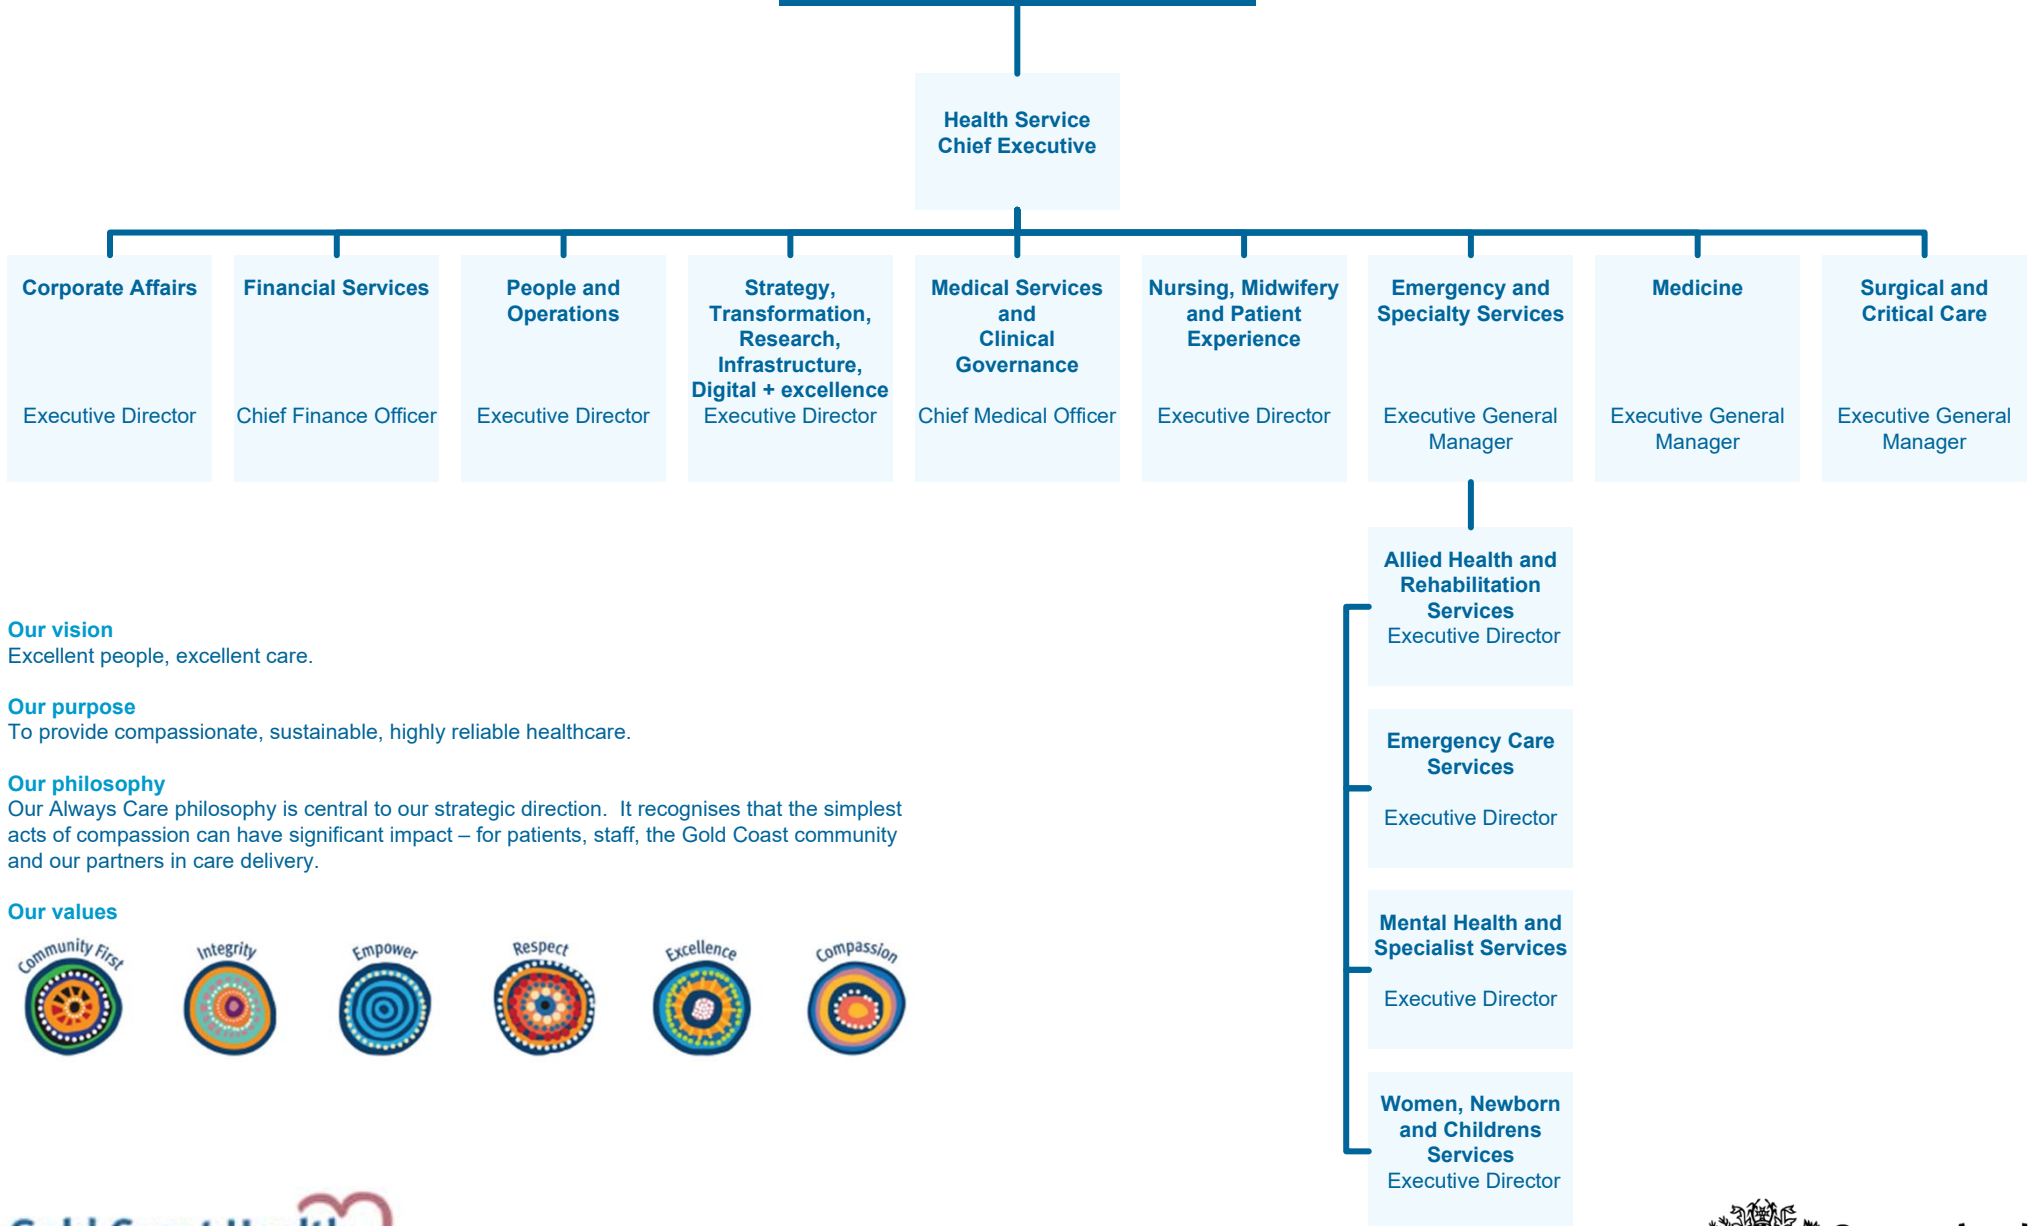 Health Service
Chief Executive
Corporate Affairs
Executive Director
Financial Services
Chief Finance Officer
People and
Operations
Executive Director
Strategy,
Transformation,
Research,
Infrastructure,
Digital + excellence
Executive Director
Medical Services
and
Clinical
Governance
Chief Medical Officer
Nursing, Midwifery
and Patient
Experience
Executive Director
Emergency and
Specialty Services
Executive General
Manager
Medicine
Executive General
Manager
Surgical and
Critical Care
Executive General
Manager
Allied Health and
Rehabilitation
Services
Executive Director
Emergency Care
Services
Executive Director
Mental Health and
Specialist Services
Executive Director
Women, Newborn
and Childrens
Services
Executive Director
Our vision
Excellent people, excellent care.
Our purpose
To provide compassionate, sustainable, highly reliable healthcare.
Our philosophy
Our Always Care philosophy is central to our strategic direction.  It recognises that the simplest
acts of compassion can have significant impact – for patients, staff, the Gold Coast community
and our partners in care delivery.
Our values
Community First
Integrity
Empower
Respect
Excellence
Compassion
Gold Coast Health